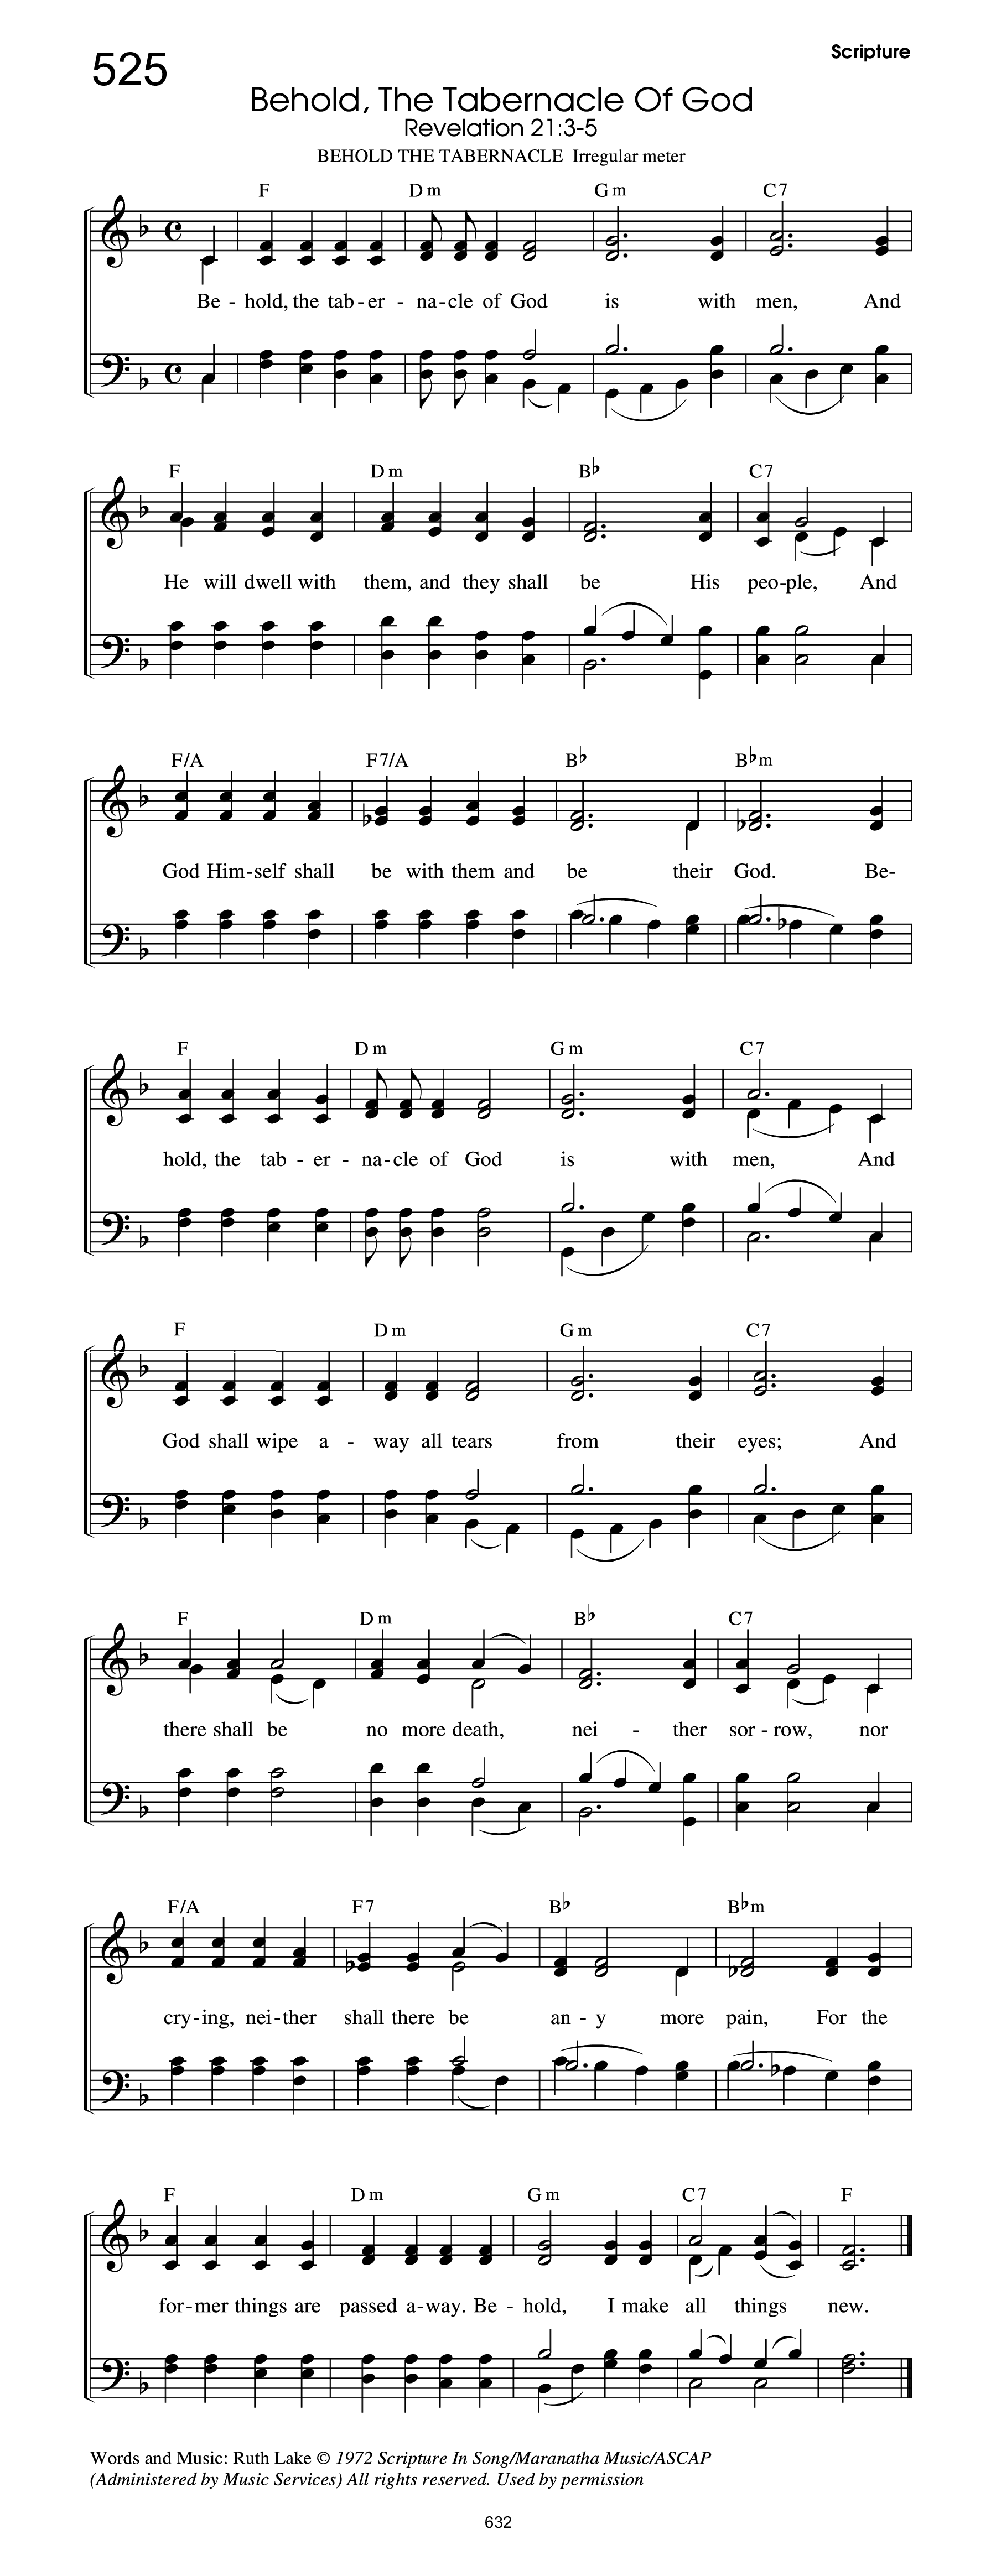 525
Scripture
Behold, The Tabernacle Of God
Revelation 21:3-5
BEHOLD THE TABERNACLE  Irregular meter
F Dm Gm C7
Be - hold, the tab - er - na - cle of God is with men, And
F Dm B♭ C7
He will dwell with them, and they shall be His peo - ple, And
F/A F7/A B♭ B♭m
God Him - self shall be with them and be their God. Be-
F Dm Gm C7
hold, the tab - er - na - cle of God is with men, And
F Dm Gm C7
God shall wipe a - way all tears from their eyes; And
F Dm B♭ C7
there shall be no more death, nei - ther sor - row, nor
F/A F7 B♭ B♭m
cry - ing, nei - ther shall there be an - y more pain, For the
F Dm Gm C7 F
for - mer things are passed a - way. Be - hold, I make all things new.
Words and Music: Ruth Lake © 1972 Scripture In Song/Maranatha Music/ASCAP
(Administered by Music Services) All rights reserved. Used by permission
632